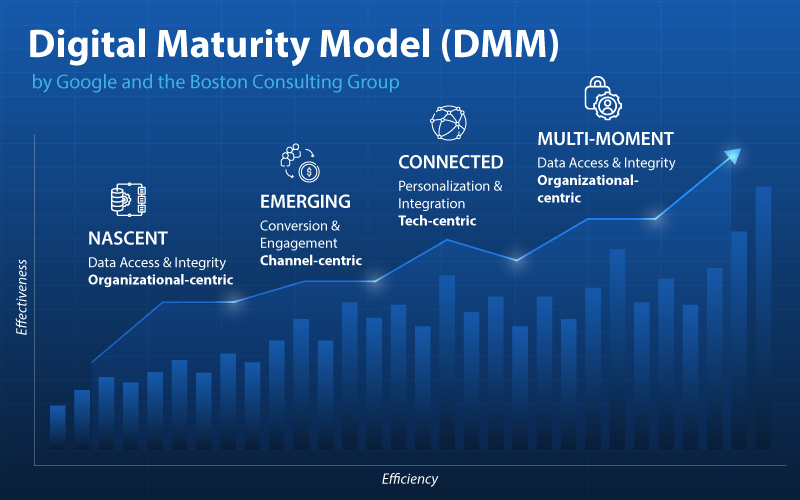 Digital Maturity Model (DMM)
by Google and the Boston Consulting Group
NASCENT
Data Access & Integrity
Organizational-centric
EMERGING
Conversion &
Engagement
Channel-centric
$
CONNECTED
Personalization &
Integration
Tech-centric
MULTI-MOMENT
Data Access & Integrity
Organizational-
centric
Effectiveness
Efficiency